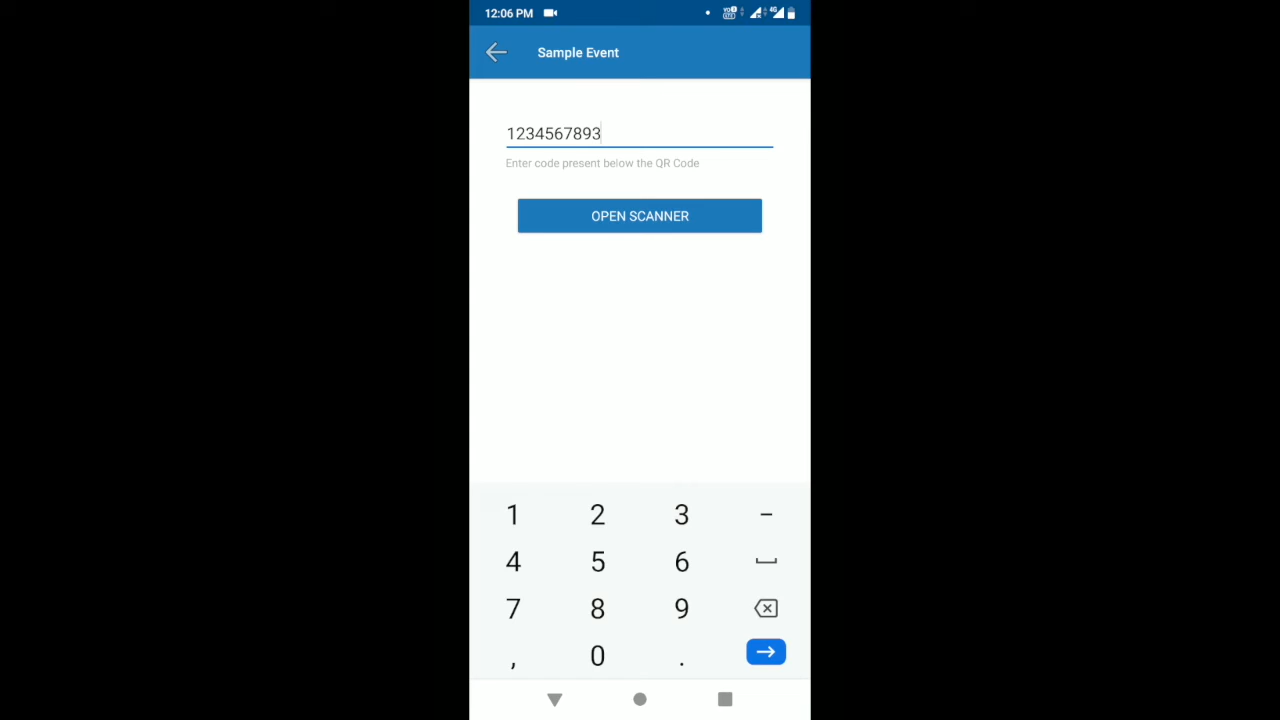 12:06 PM
4G
Sample Event
1234567893
Enter code present below the QR Code
OPEN SCANNER
1 2 3 –
4 5 6
7 8 9
, 0 .